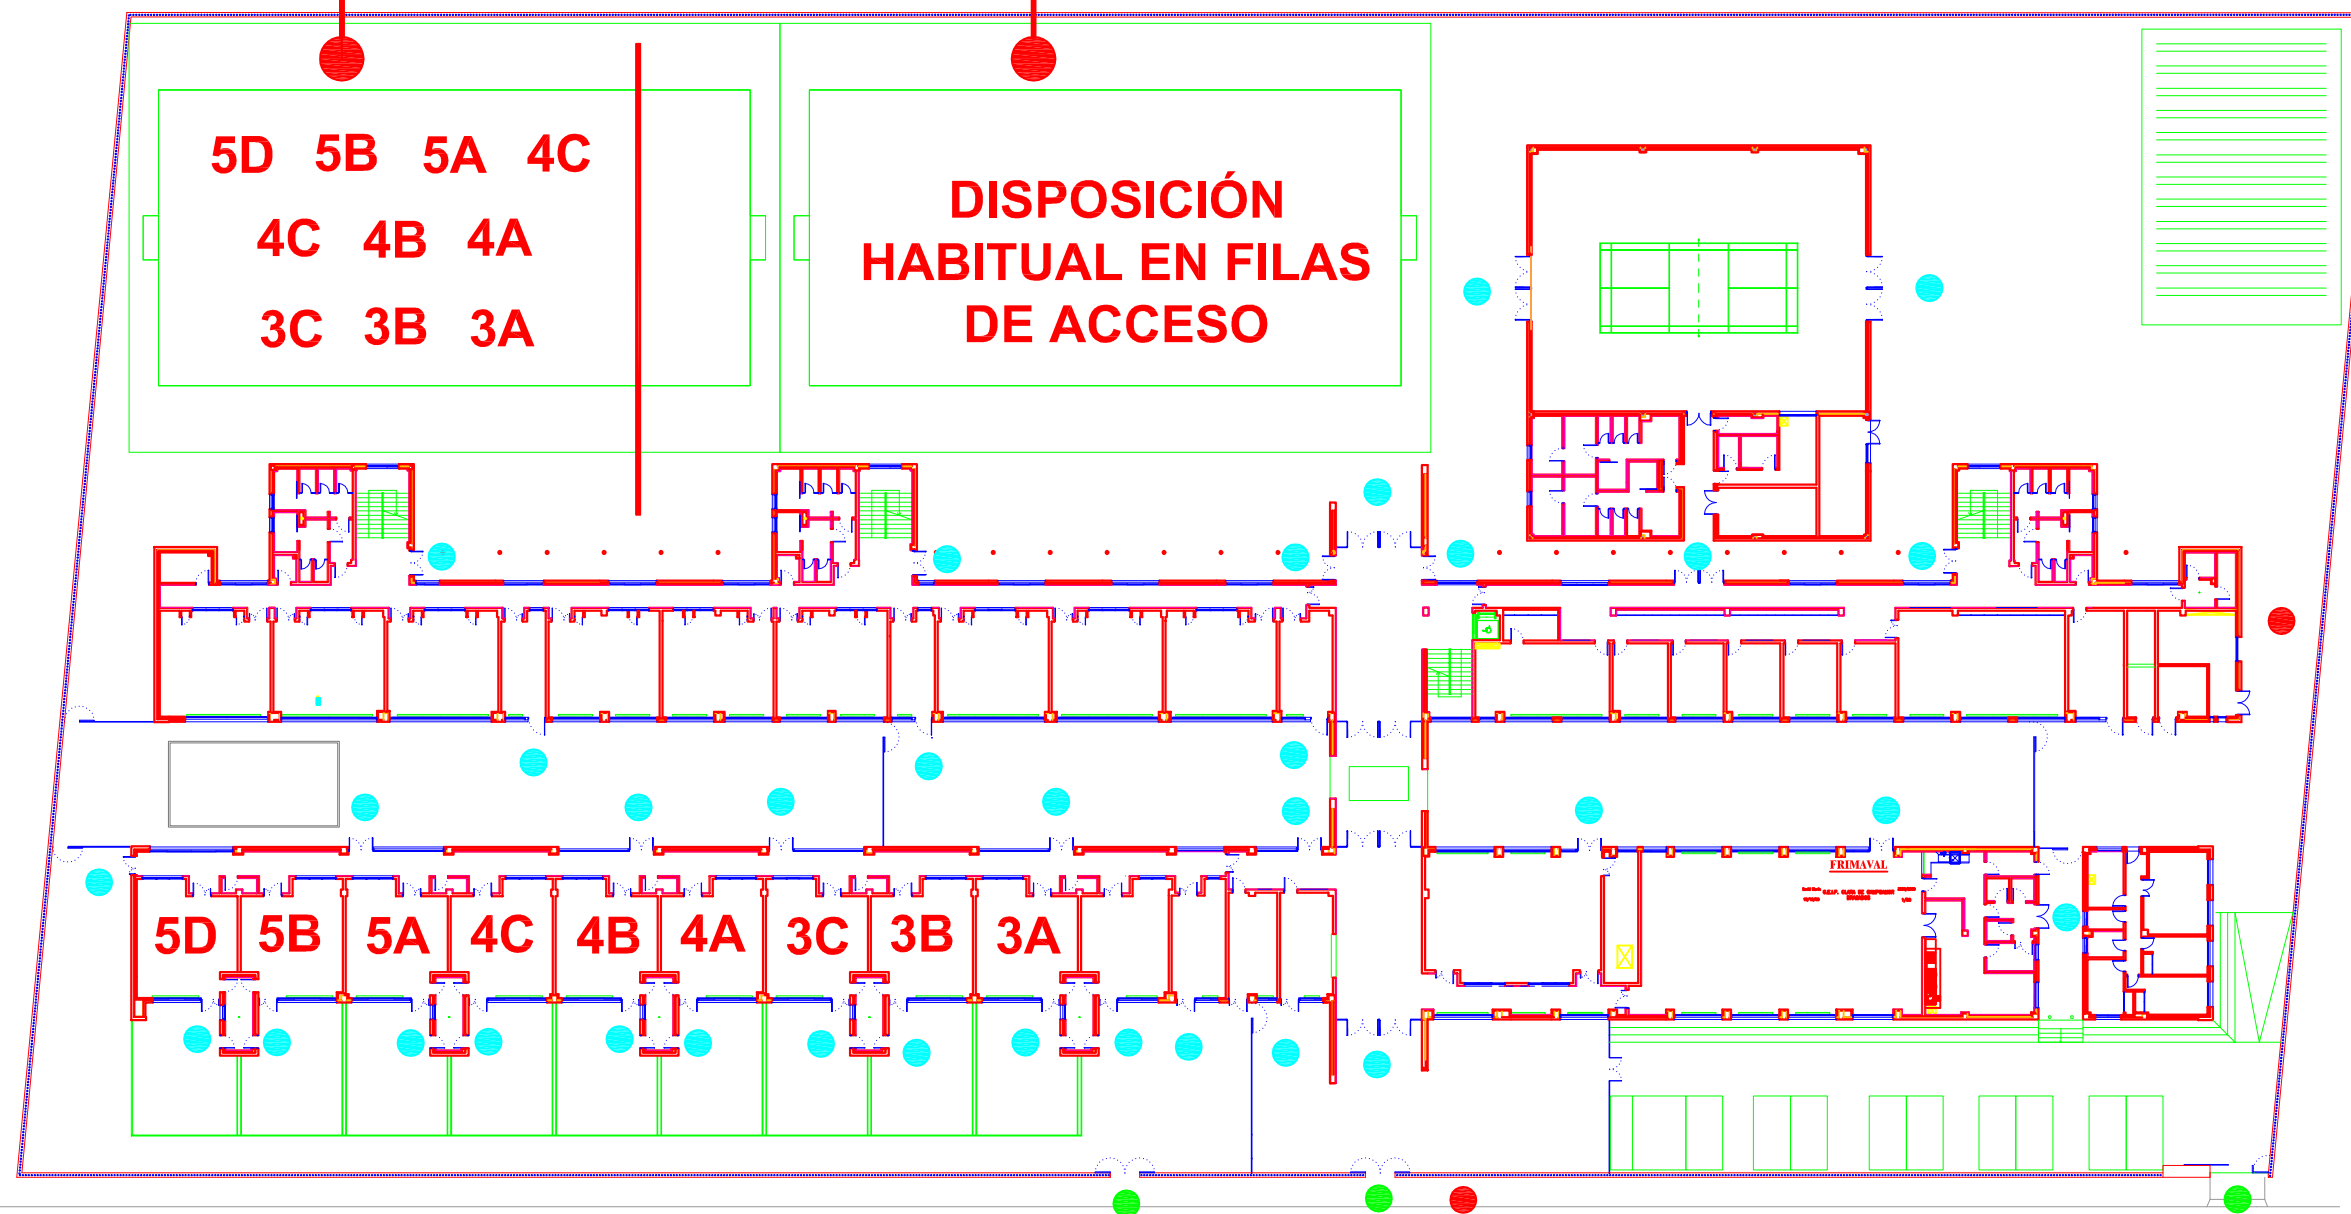 5D 5B 5A 4C
4C 4B 4A
3C 3B 3A
DISPOSICIÓN
HABITUAL EN FILAS
DE ACCESO
FRIMAVAL
5D 5B 5A 4C 4B 4A 3C 3B 3A